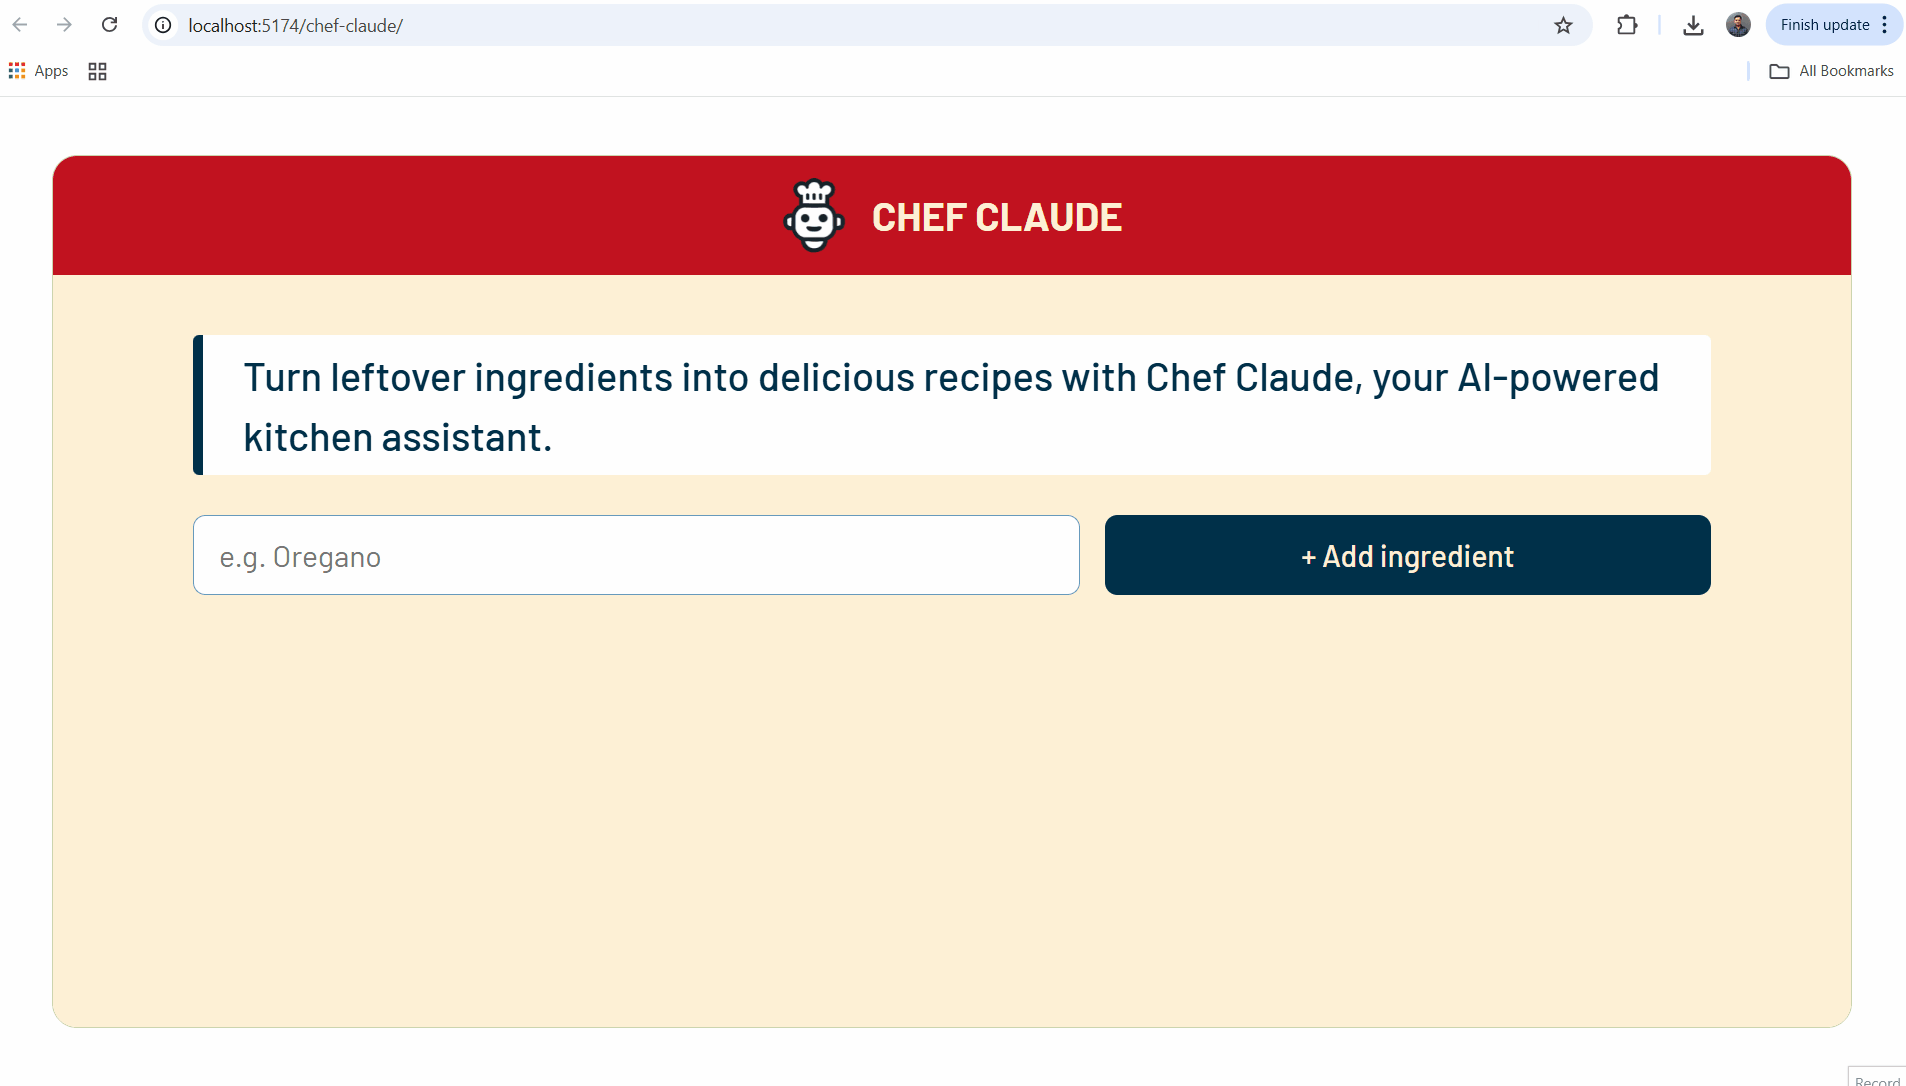 localhost:5174/chef-claude/
Finish update
Apps
All Bookmarks
CHEF CLAUDE
Turn leftover ingredients into delicious recipes with Chef Claude, your AI-powered
kitchen assistant.
e.g. Oregano
+ Add ingredient
Record